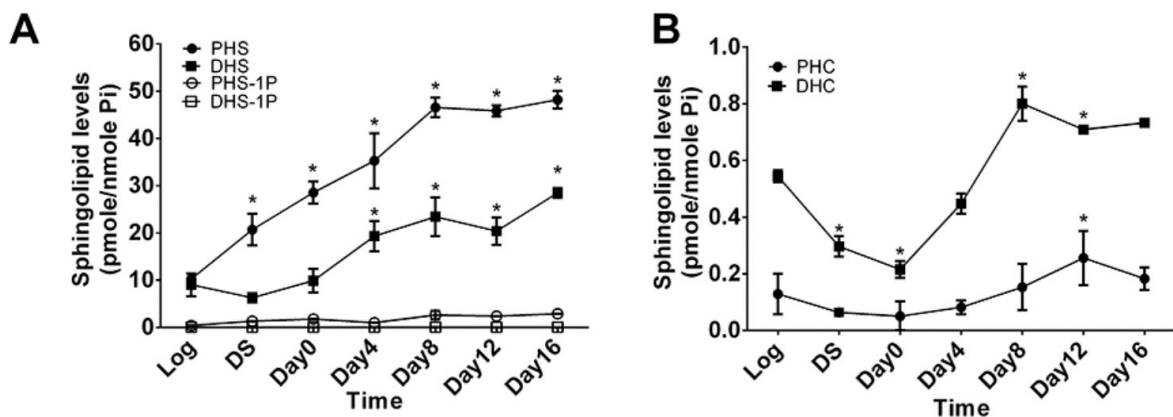 A
Sphingolipid levels
(pmole/nmole Pi)
60
50
40
30
20
10
0
PHS
DHS
PHS-1P
DHS-1P
*
*
*
*
*
*
*
*
*
*
Log
DS
Day0
Day4
Day8
Day12
Day16
Time
B
Sphingolipid levels
(pmole/nmole Pi)
1.0
0.8
0.6
0.4
0.2
0.0
PHC
DHC
*
*
*
*
*
Log
DS
Day0
Day4
Day8
Day12
Day16
Time